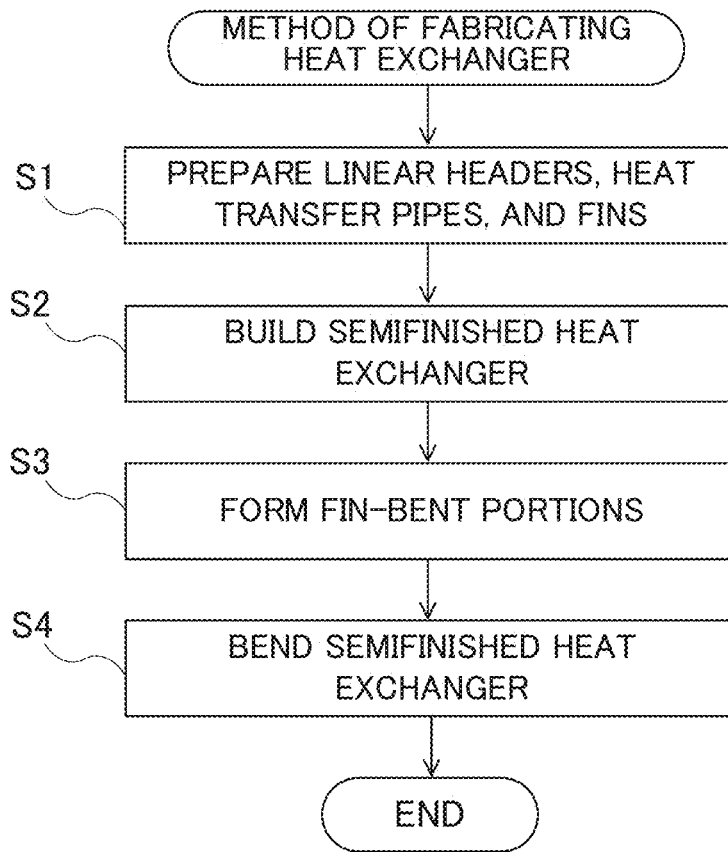 METHOD OF FABRICATING
HEAT EXCHANGER
S1
PREPARE LINEAR HEADERS, HEAT
TRANSFER PIPES, AND FINS
S2
BUILD SEMIFINISHED HEAT
EXCHANGER
S3
FORM FIN-BENT PORTIONS
S4
BEND SEMIFINISHED HEAT
EXCHANGER
END